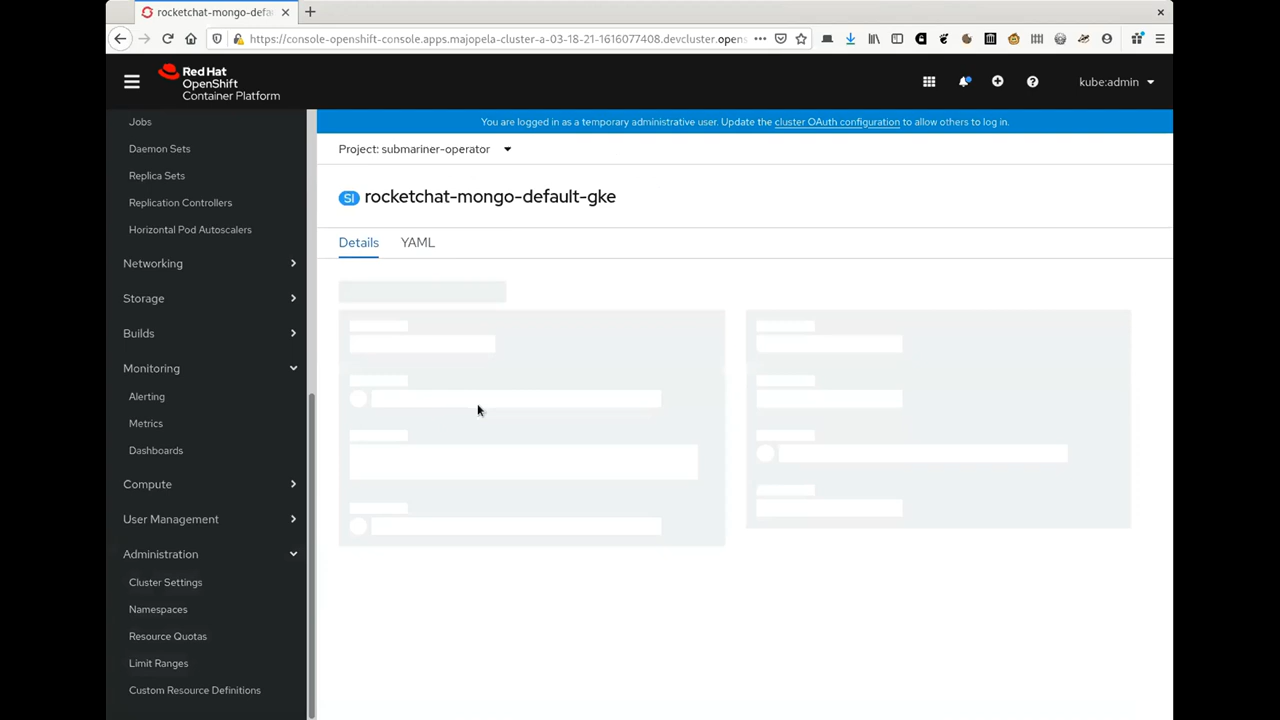 rocketchat-mongo-defa
https://console-openshift-console.apps.majopela-cluster-a-03-18-21-1616077408.devcluster.opens
Red Hat
OpenShift
Container Platform
kube:admin
You are logged in as a temporary administrative user. Update the cluster OAuth configuration to allow others to log in.
Project: submariner-operator
SI rocketchat-mongo-default-gke
Details
YAML
Jobs
Daemon Sets
Replica Sets
Replication Controllers
Horizontal Pod Autoscalers
Networking
Storage
Builds
Monitoring
Alerting
Metrics
Dashboards
Compute
User Management
Administration
Cluster Settings
Namespaces
Resource Quotas
Limit Ranges
Custom Resource Definitions